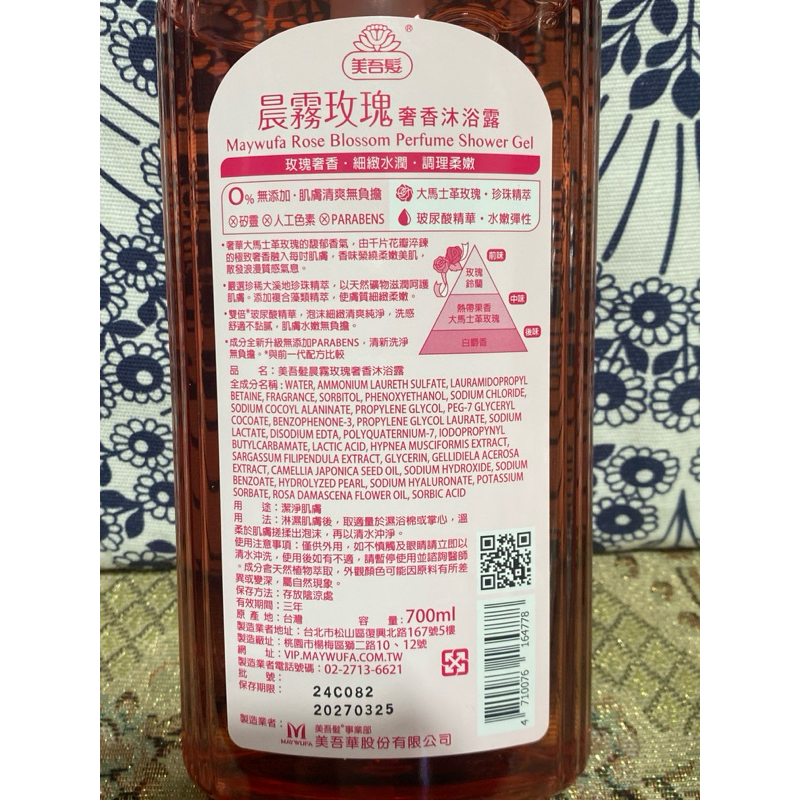 美吾髮®
晨霧玫瑰 奢香沐浴露
Maywufa Rose Blossom Perfume Shower Gel
玫瑰奢香・細緻水潤・調理柔嫩
0% 無添加・肌膚清爽無負擔
ⓧ矽靈 ⓧ人工色素 ⓧPARABENS
大馬士革玫瑰・珍珠精萃
玻尿酸精華・水嫩彈性
•奢華大馬士革玫瑰的馥郁香氣，由千片花瓣淬鍊
的極致奢香融入每吋肌膚，香味縈繞柔嫩美肌，
散發浪漫質感氣息。
•嚴選珍稀大溪地珍珠精萃，以天然礦物滋潤呵護
肌膚。添加複合藻類精萃，使膚質細緻柔嫩。
•雙倍*玻尿酸精華，泡沫細緻清爽純淨，洗感
舒適不黏膩，肌膚水嫩無負擔。
•成分全新升級無添加PARABENS，清新洗淨
無負擔。*與前一代配方比較
前味
玫瑰
鈴蘭
中味
熱帶果香
大馬士革玫瑰
後味
白麝香
品　名：美吾髮晨霧玫瑰奢香沐浴露
全成分名稱：WATER, AMMONIUM LAURETH SULFATE, LAURAMIDOPROPYL
BETAINE, FRAGRANCE, SORBITOL, PHENOXYETHANOL, SODIUM CHLORIDE,
SODIUM COCOYL ALANINATE, PROPYLENE GLYCOL, PEG-7 GLYCERYL
COCOATE, BENZOPHENONE-3, PROPYLENE GLYCOL LAURATE, SODIUM
LACTATE, DISODIUM EDTA, POLYQUATERNIUM-7, IODOPROPYNYL
BUTYLCARBAMATE, LACTIC ACID, HYPNEA MUSCIFORMIS EXTRACT,
SARGASSUM FILIPENDULA EXTRACT, GLYCERIN, GELLIDIELA ACEROSA
EXTRACT, CAMELLIA JAPONICA SEED OIL, SODIUM HYDROXIDE, SODIUM
BENZOATE, HYDROLYZED PEARL, SODIUM HYALURONATE, POTASSIUM
SORBATE, ROSA DAMASCENA FLOWER OIL, SORBIC ACID
用　途：潔淨肌膚
用　法：淋濕肌膚後，取適量於濕浴棉或掌心，溫
柔於肌膚搓揉出泡沫，再以清水沖淨。
使用注意事項：僅供外用，如不慎觸及眼睛請立即以
清水沖洗，使用後如有不適，請暫停使用並諮詢醫師
。成分含天然植物萃取，外觀顏色可能因原料有所差
異或變深，屬自然現象。
保存方法：存放陰涼處
有效期間：三年
原 產 地：台灣　容　量：700ml
製造業者地址：台北市松山區復興北路167號5樓
製造廠址：桃園市楊梅區獅二路10、12號
網　址：VIP.MAYWUFA.COM.TW
製造業者電話號碼：02-2713-6621
批　號：24C082
保存期限：20270325
製造業者：MAYWUFA 美吾髮®事業部
美吾華股份有限公司
4 710076 164778